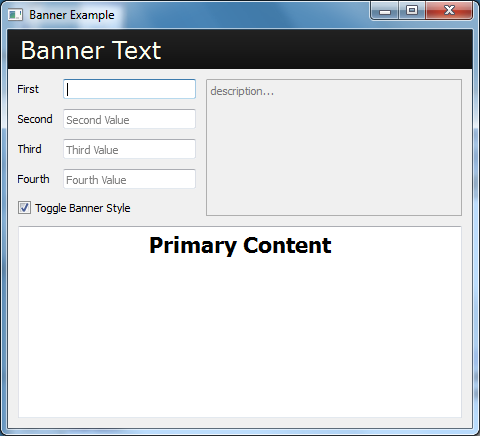 Banner Example
Banner Text
First
Second Second Value
Third Third Value
Fourth Fourth Value
Toggle Banner Style
description...
Primary Content